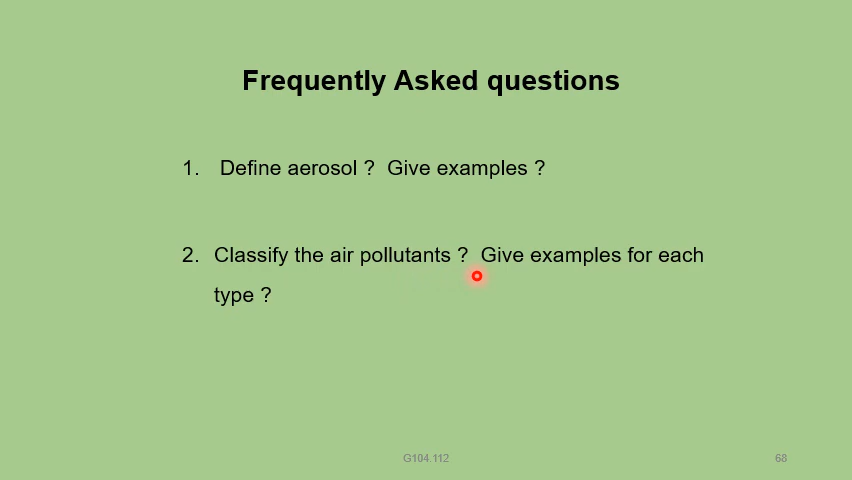 Frequently Asked questions
1. Define aerosol ? Give examples ?
2. Classify the air pollutants ? Give examples for each
type ?
G104.112
68